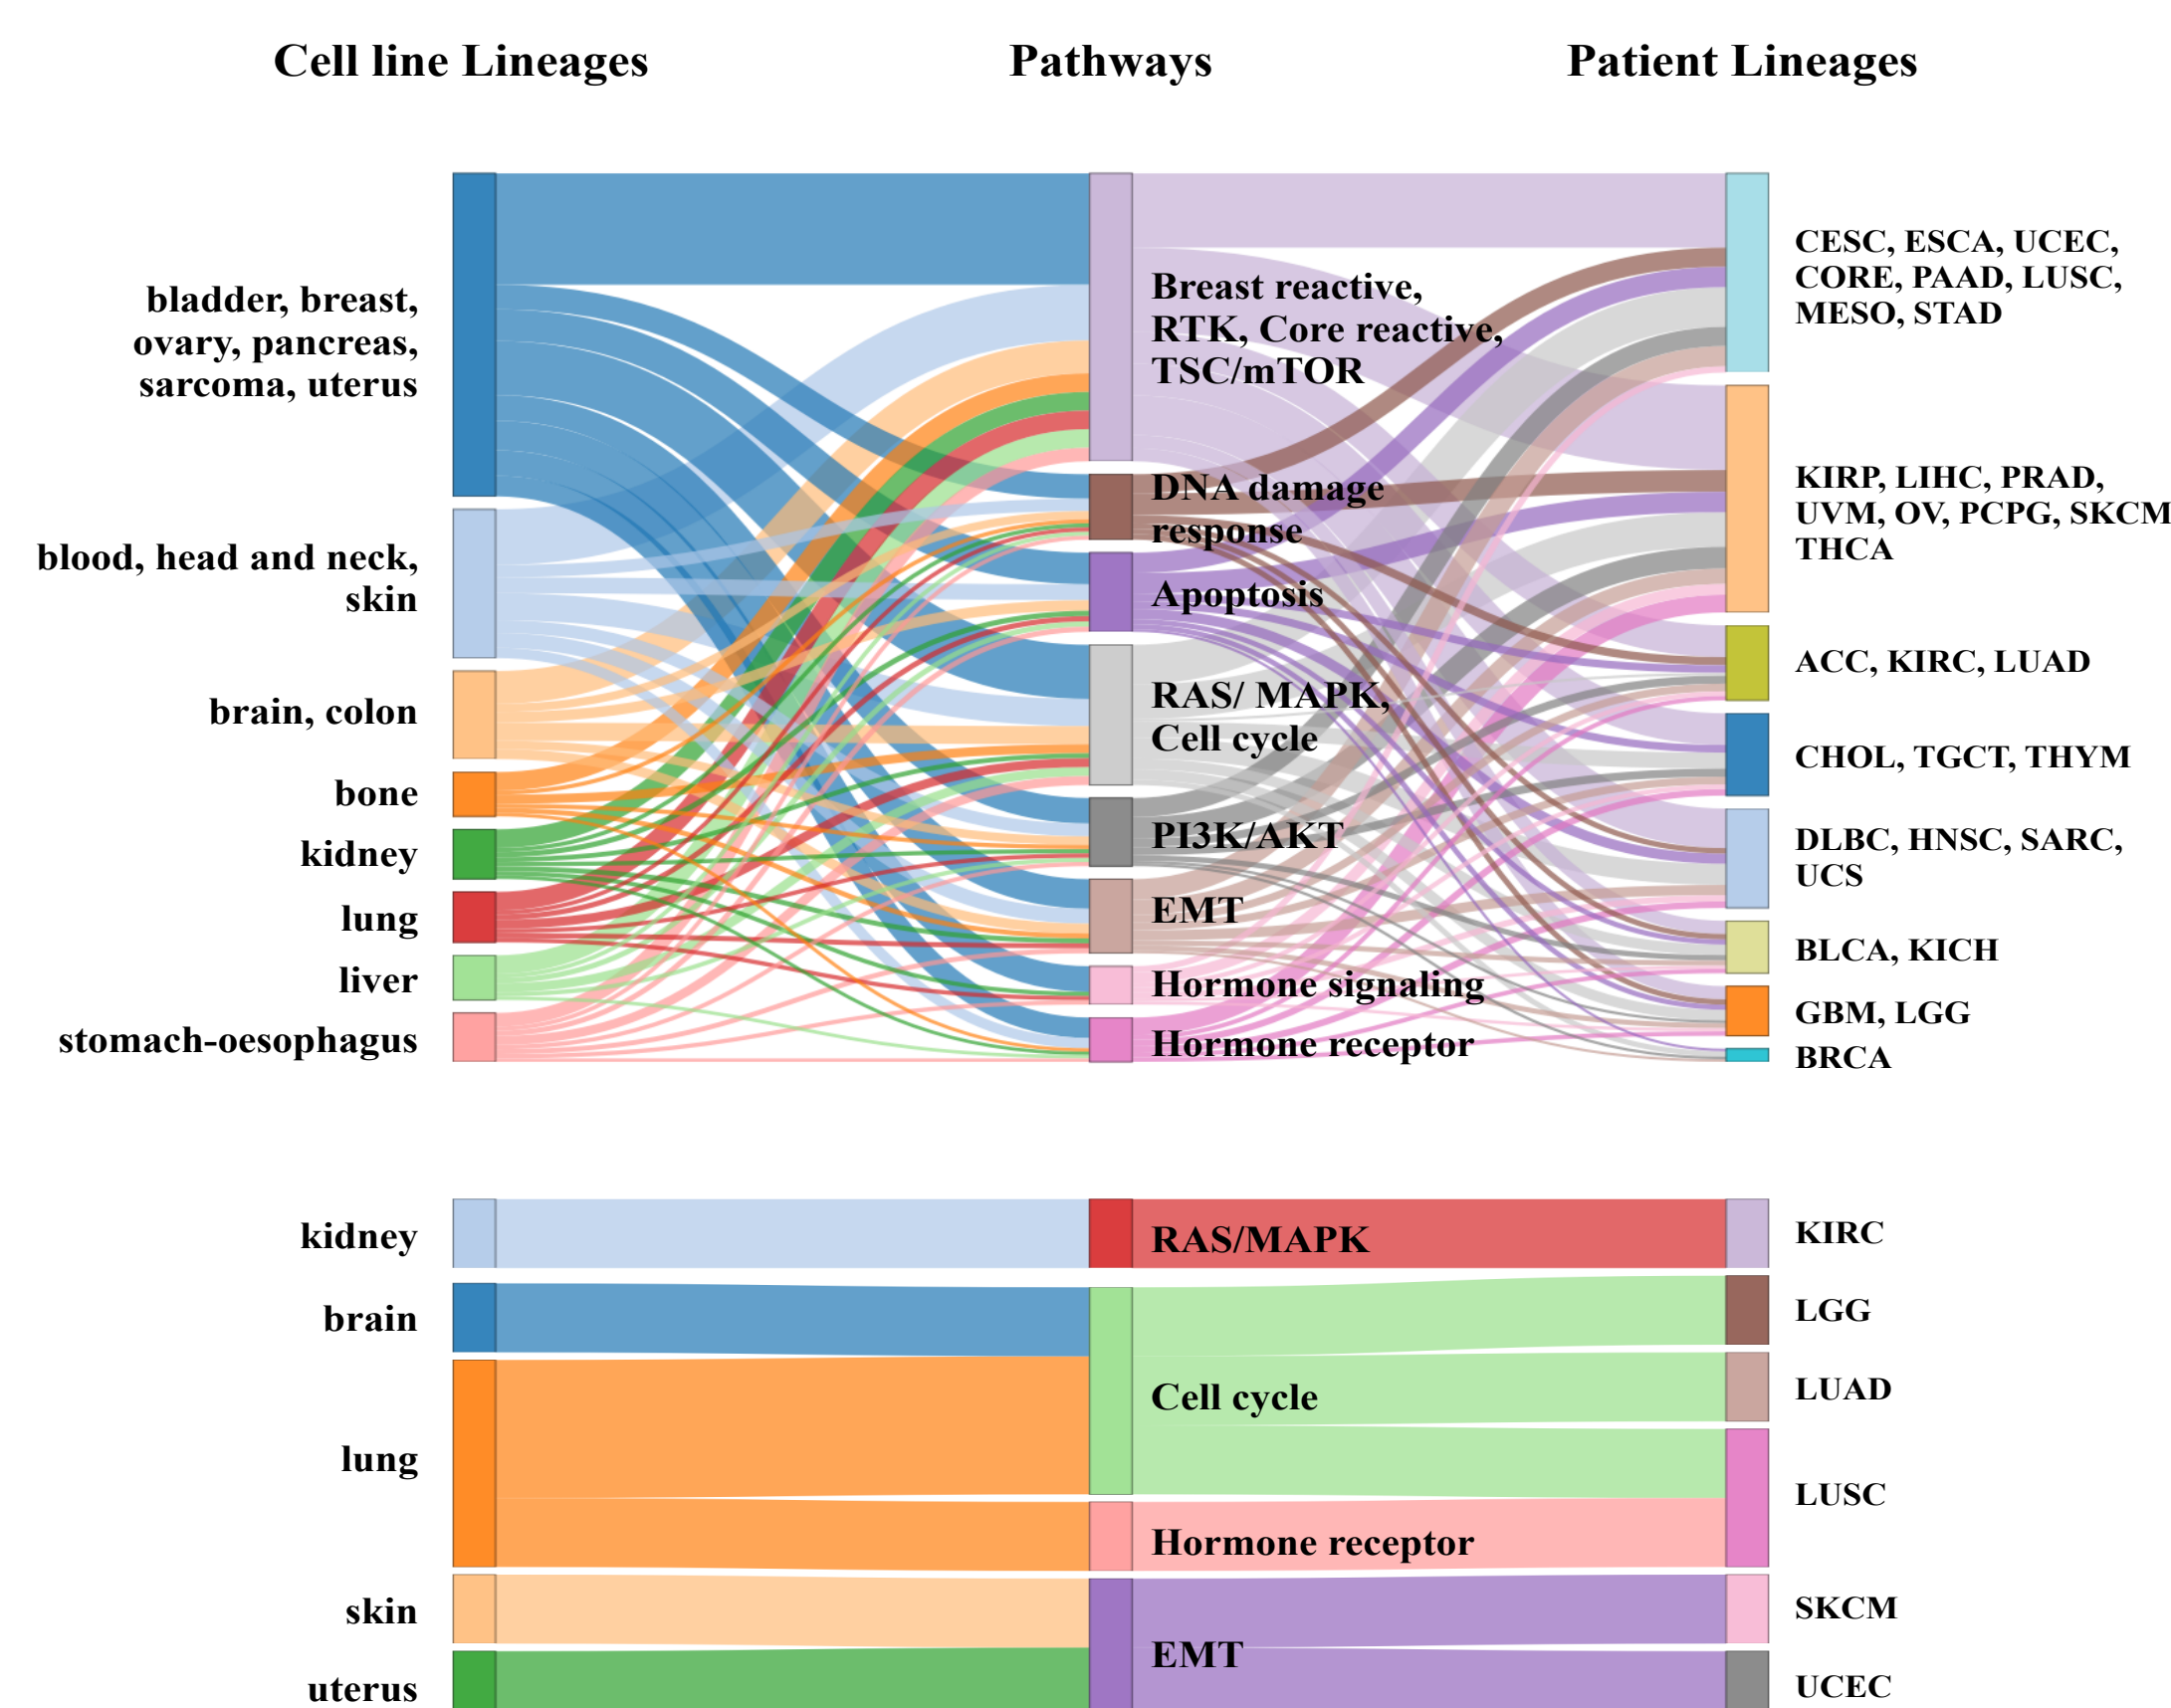 Cell line Lineages
Pathways
Patient Lineages
bladder, breast,
ovary, pancreas,
sarcoma, uterus
blood, head and neck,
skin
brain, colon
bone
kidney
lung
liver
stomach-oesophagus
Breast reactive,
RTK, Core reactive,
TSC/mTOR
DNA damage
response
Apoptosis
RAS/ MAPK,
Cell cycle
PI3K/AKT
EMT
Hormone signaling
Hormone receptor
CESC, ESCA, UCEC,
CORE, PAAD, LUSC,
MESO, STAD
KIRP, LIHC, PRAD,
UVM, OV, PCPG, SKCM
THCA
ACC, KIRC, LUAD
CHOL, TGCT, THYM
DLBC, HNSC, SARC,
UCS
BLCA, KICH
GBM, LGG
BRCA
kidney
brain
lung
skin
uterus
RAS/MAPK
Cell cycle
Hormone receptor
EMT
KIRC
LGG
LUAD
LUSC
SKCM
UCEC